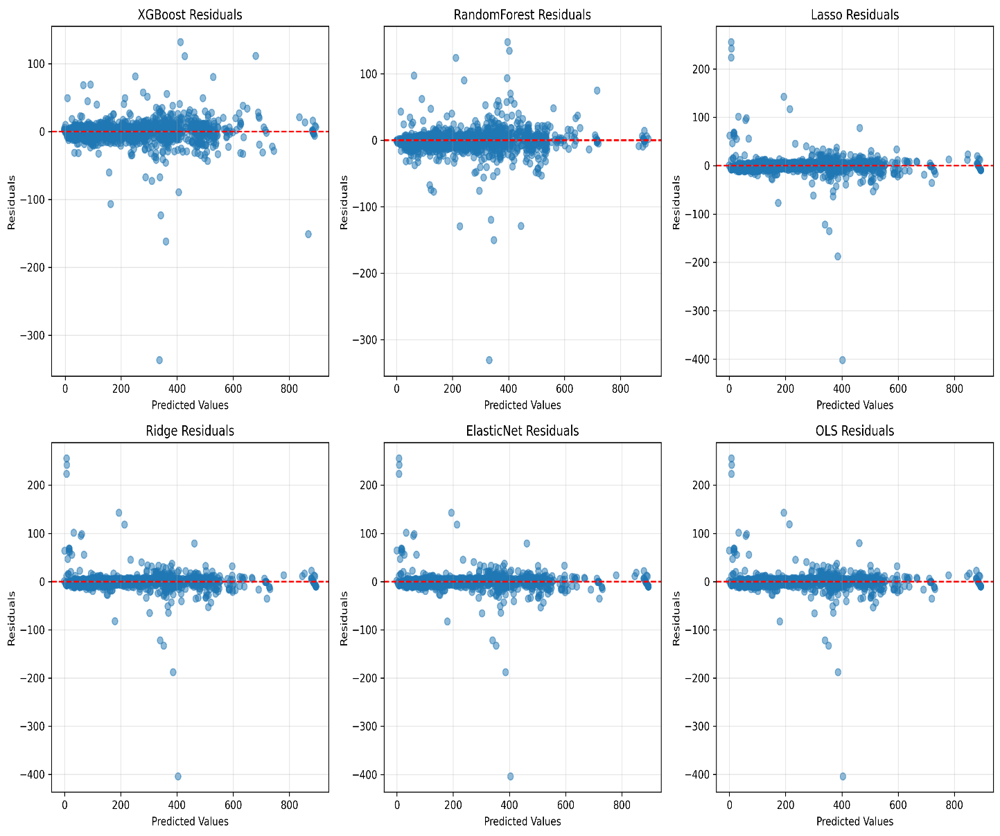 XGBoost Residuals
Residuals
100
0
−100
−200
−300
0 200 400 600 800
Predicted Values
RandomForest Residuals
Residuals
100
0
−100
−200
−300
0 200 400 600 800
Predicted Values
Lasso Residuals
Residuals
200
100
0
−100
−200
−300
−400
0 200 400 600 800
Predicted Values
Ridge Residuals
Residuals
200
100
0
−100
−200
−300
−400
0 200 400 600 800
Predicted Values
ElasticNet Residuals
Residuals
200
100
0
−100
−200
−300
−400
0 200 400 600 800
Predicted Values
OLS Residuals
Residuals
200
100
0
−100
−200
−300
−400
0 200 400 600 800
Predicted Values